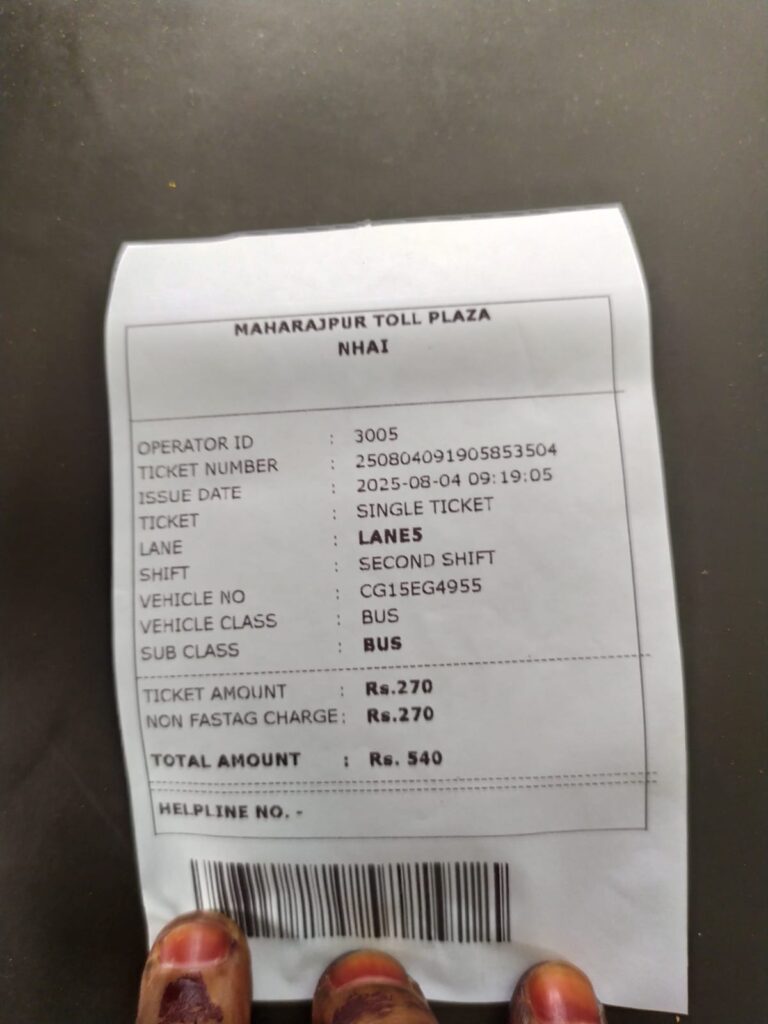 MAHARAJPUR TOLL PLAZA
NHAI
OPERATOR ID : 3005
TICKET NUMBER : 250804091905853504
ISSUE DATE : 2025-08-04 09:19:05
TICKET : SINGLE TICKET
LANE : LANE5
SHIFT : SECOND SHIFT
VEHICLE NO : CG15EG4955
VEHICLE CLASS : BUS
SUB CLASS : BUS
TICKET AMOUNT : Rs.270
NON FASTAG CHARGE: Rs.270
TOTAL AMOUNT : Rs. 540
HELPLINE NO. -